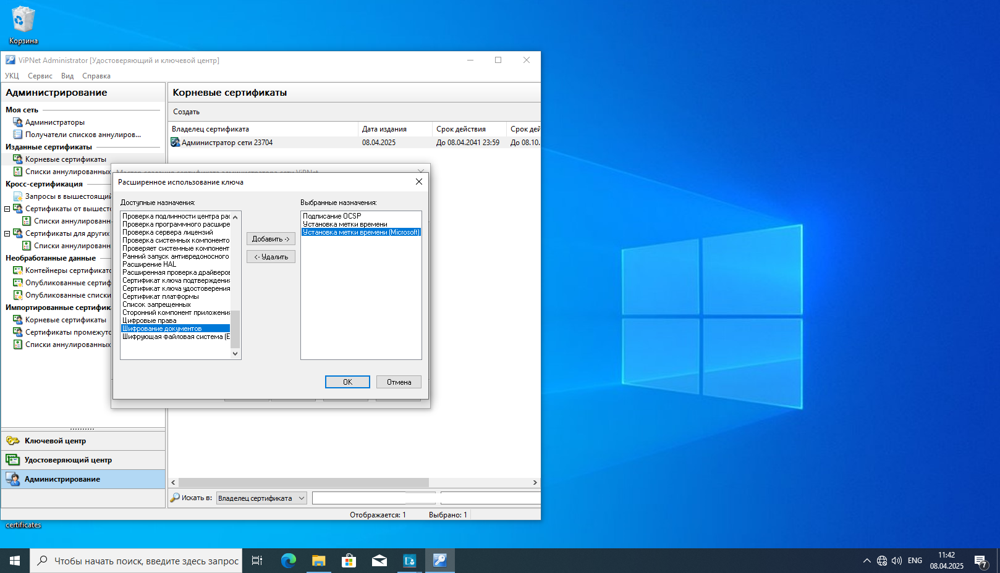 Корзина
ViPNet Administrator [Удостоверяющий и ключевой центр]
УКЦ Сервис Вид Справка
Администрирование
Моя сеть
Администраторы
Получатели списков аннулиров...
Изданные сертификаты
Корневые сертификаты
Списки аннулированных
Кросс-сертификация
Запросы в вышестоящий
Сертификаты от вышест
Списки аннулированн
Сертификаты для других
Списки аннулированн
Необработанные данные
Контейнеры сертификат
Опубликованные сертиф
Опубликованные списки
Импортированные сертифик
Корневые сертификаты
Сертификаты промежут
Списки аннулированных
Ключевой центр
Удостоверяющий центр
Администрирование
Корневые сертификаты
Создать
Владелец сертификата Дата издания Срок действия Срок дей
Администратор сети 23704 08.04.2025 До 08.04.2041 23:59 До 08.10.
Мастер создания сертификата администратора сети ViPNet
Расширенное использование ключа
Доступные назначения:
Проверка подлинности центра рас
Проверка программного расшире
Проверка сервера лицензий
Проверка системных компоненто
Проверяет системные компонент
Ранний запуск антивредоносного
Расширение HAL
Расширенная проверка драйверов
Сертификат ключа подтверждения
Сертификат ключа удостоверения
Сертификат платформы
Список запрещенных
Сторонний компонент приложения
Цифровые права
Шифрование документов
Шифрующая файловая система (E
Добавить ->
<- Удалить
Выбранные назначения:
Подписание OCSP
Установка метки времени
Установка метки времени (Microsoft)
OK Отмена
Искать в: Владелец сертификата
Отображается: 1 Выбрано: 1
certificates
Чтобы начать поиск, введите здесь запрос
ENG
11:42
08.04.2025
7